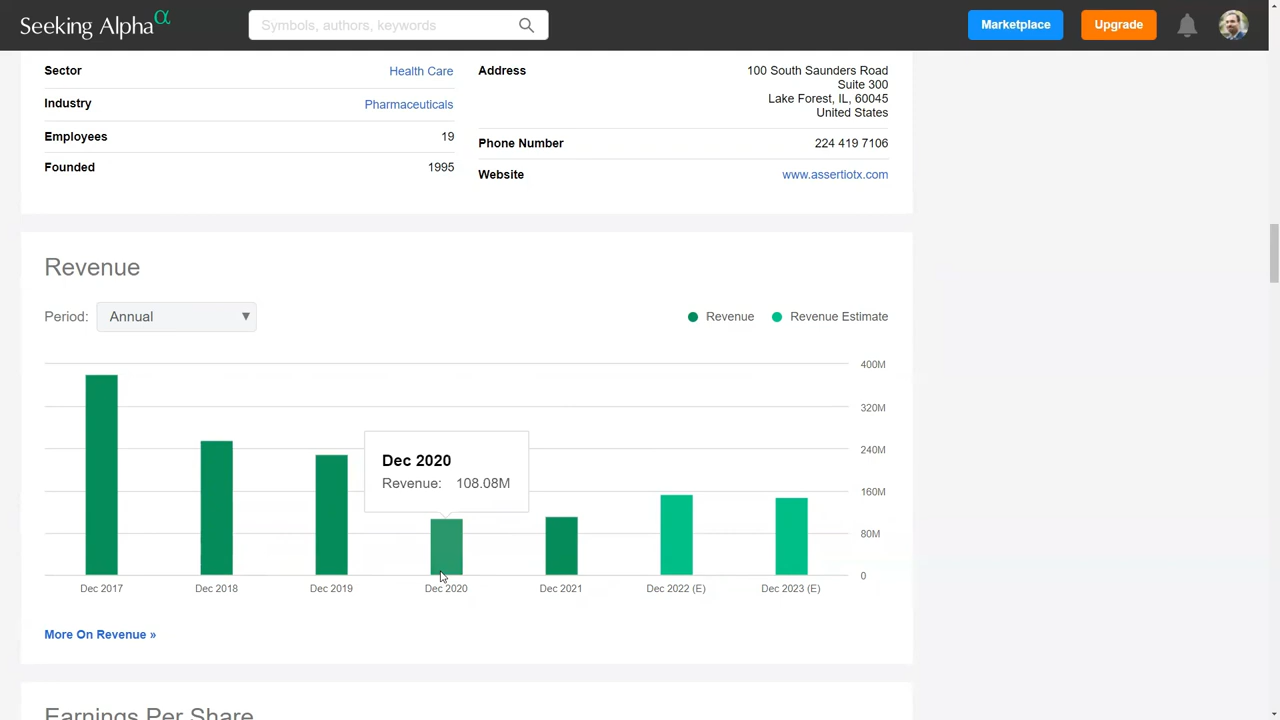 Seeking Alpha α
Symbols, authors, keywords
Marketplace
Upgrade
Sector Health Care
Industry Pharmaceuticals
Employees 19
Founded 1995
Address 100 South Saunders Road
Suite 300
Lake Forest, IL, 60045
United States
Phone Number 224 419 7106
Website www.assertiotx.com
Revenue
Period: Annual
Revenue Revenue Estimate
400M
320M
240M
160M
80M
0
Dec 2020
Revenue: 108.08M
Dec 2017 Dec 2018 Dec 2019 Dec 2020 Dec 2021 Dec 2022 (E) Dec 2023 (E)
More On Revenue »
Earnings Per Share